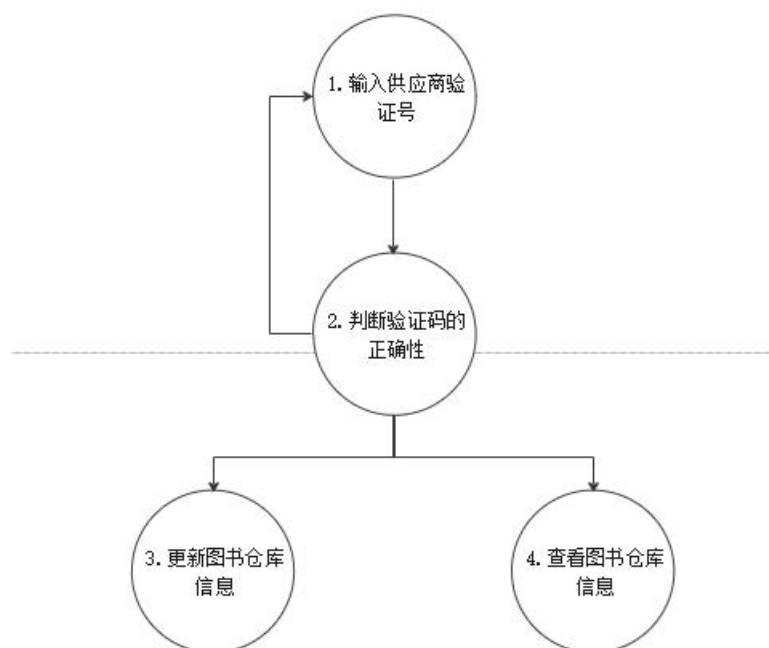 1. 输入供应商验
证号
2. 判断验证码的
正确性
3. 更新图书仓库
信息
4. 查看图书仓库
信息